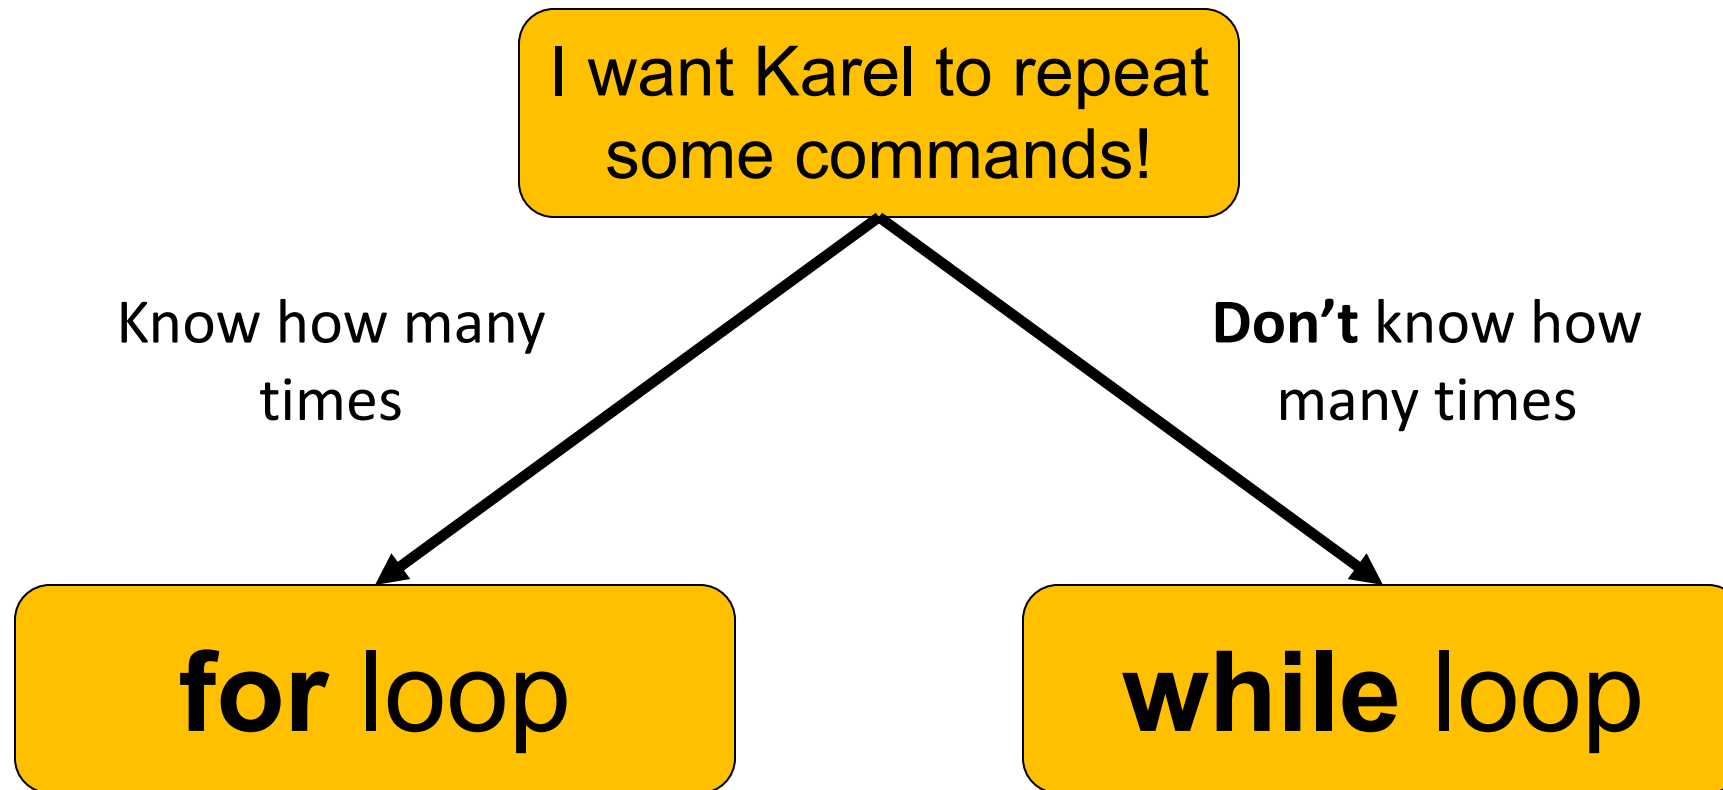 I want Karel to repeat
some commands!
Know how many
times
Don’t know how
many times
for loop
while loop